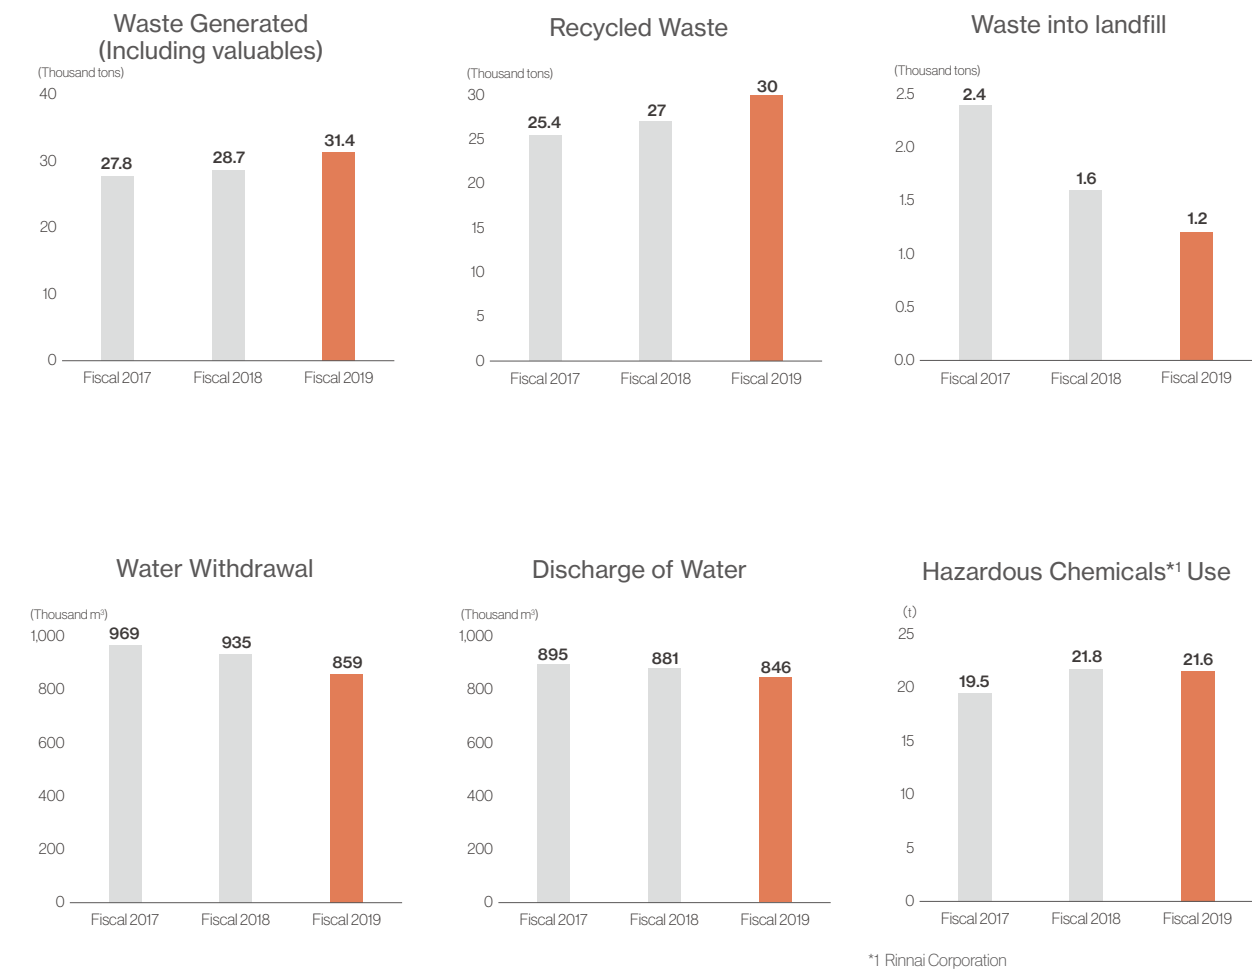 Waste Generated
(Including valuables)
(Thousand tons)
40
30
20
10
0
27.8
28.7
31.4
Fiscal 2017
Fiscal 2018
Fiscal 2019
Recycled Waste
(Thousand tons)
30
25
20
15
10
5
0
25.4
27
30
Fiscal 2017
Fiscal 2018
Fiscal 2019
Waste into landfill
(Thousand tons)
2.5
2.0
1.5
1.0
0.5
0.0
2.4
1.6
1.2
Fiscal 2017
Fiscal 2018
Fiscal 2019
Water Withdrawal
(Thousand m³)
1,000
800
600
400
200
0
969
935
859
Fiscal 2017
Fiscal 2018
Fiscal 2019
Discharge of Water
(Thousand m³)
1,000
800
600
400
200
0
895
881
846
Fiscal 2017
Fiscal 2018
Fiscal 2019
Hazardous Chemicals*¹ Use
(t)
25
20
15
10
5
0
19.5
21.8
21.6
Fiscal 2017
Fiscal 2018
Fiscal 2019
*1 Rinnai Corporation